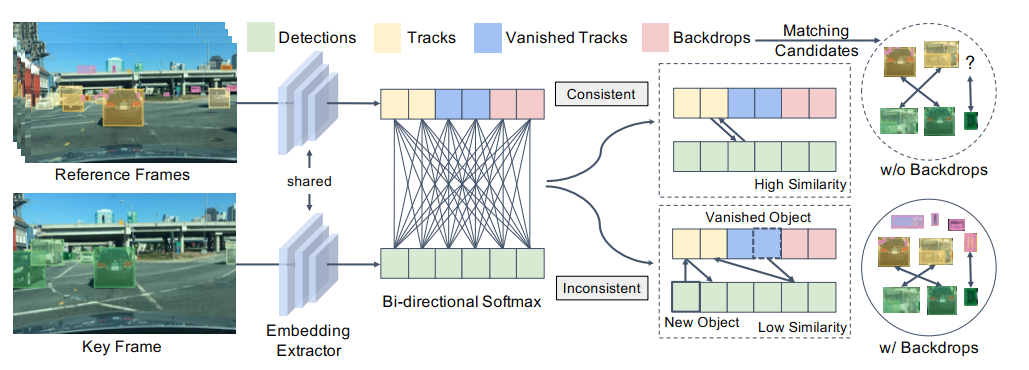 Detections
Tracks
Vanished Tracks
Backdrops
Matching
Candidates
Reference Frames
shared
Key Frame
Embedding
Extractor
Bi-directional Softmax
Consistent
Inconsistent
High Similarity
Vanished Object
New Object
Low Similarity
?
w/o Backdrops
w/ Backdrops